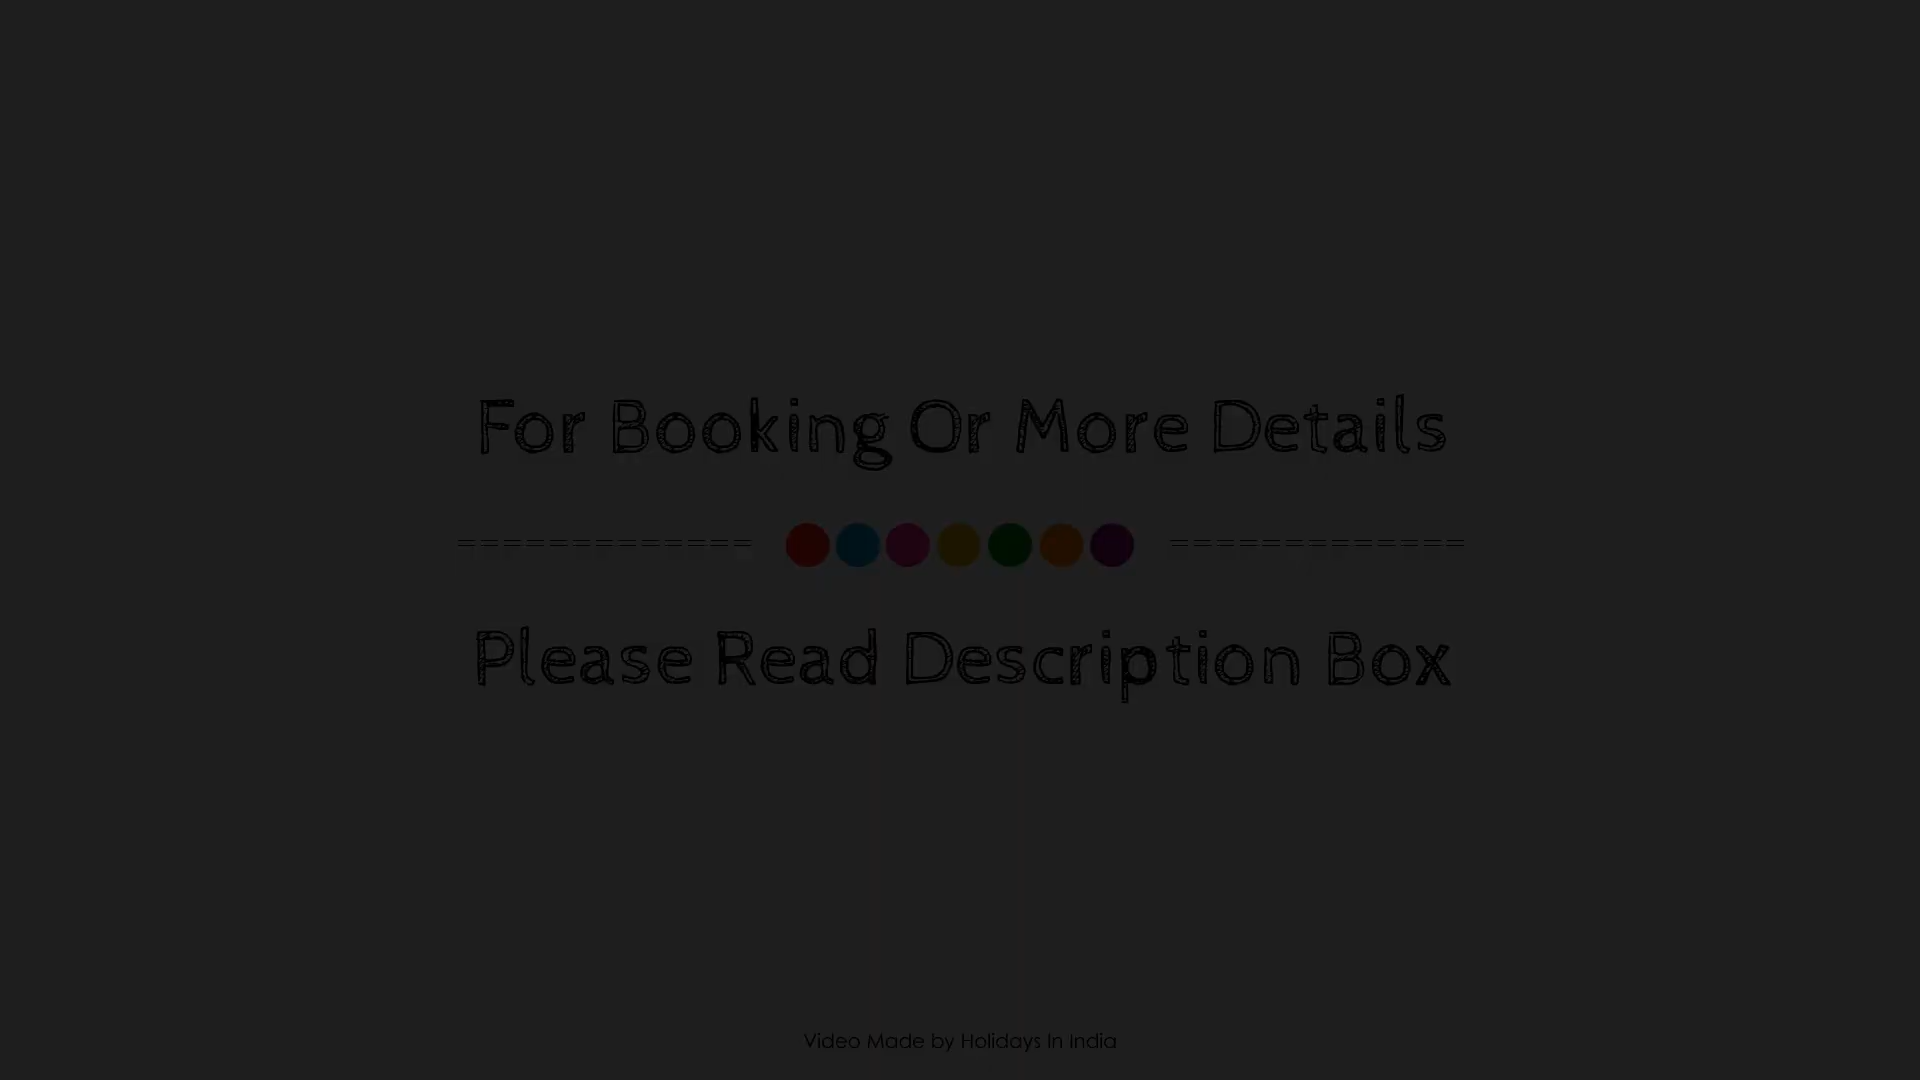 For Booking Or More Details
============= =============
Please Read Description Box
Video Made by Holidays In India